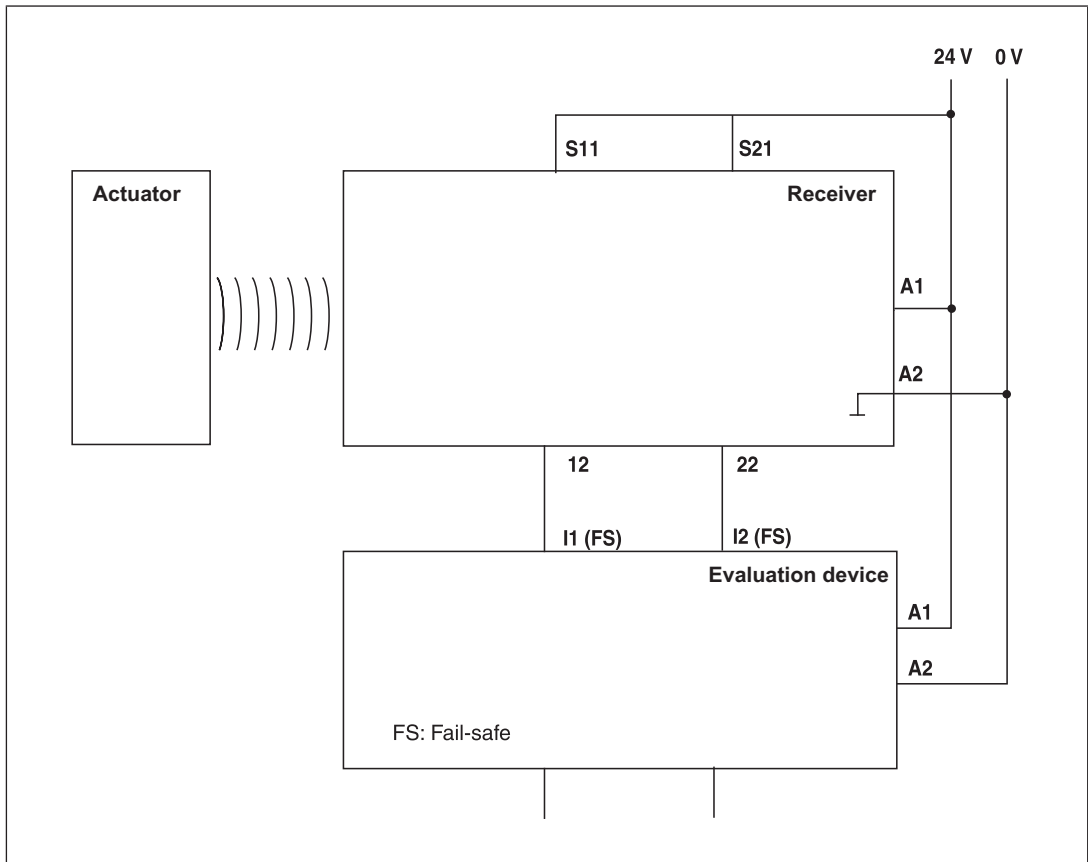 24 V 0 V
S11 S21
Actuator Receiver
A1
A2
12 22
I1 (FS) I2 (FS)
Evaluation device
A1
A2
FS: Fail-safe